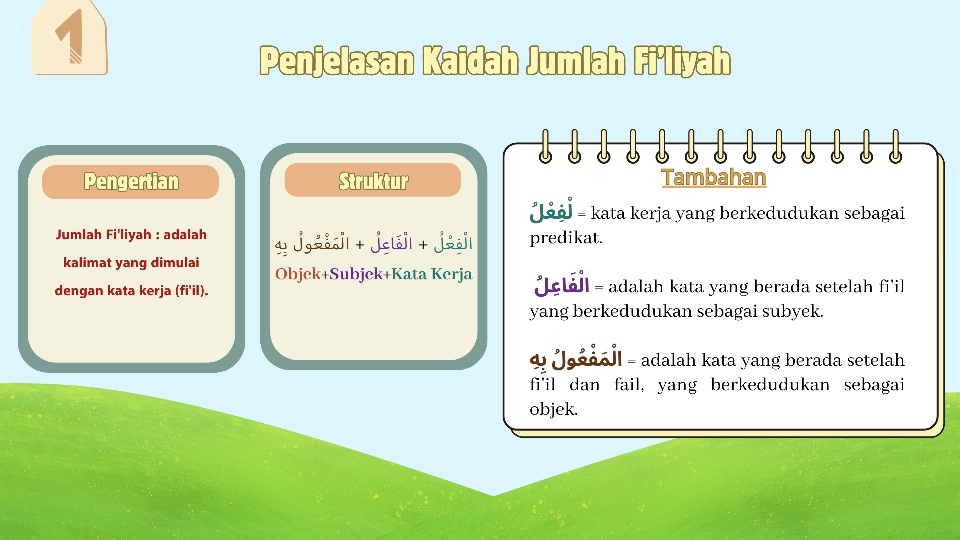 1
Penjelasan Kaidah Jumlah Fi'liyah
Pengertian
Jumlah Fi'liyah : adalah
kalimat yang dimulai
dengan kata kerja (fi'il).
Struktur
الْفِعْلُ + الْفَاعِلُ + الْمَفْعُولُ بِهِ
Objek+Subjek+Kata Kerja
Tambahan
لْفِعْلُ = kata kerja yang berkedudukan sebagai
predikat.
الْفَاعِلُ = adalah kata yang berada setelah fi'il
yang berkedudukan sebagai subyek.
الْمَفْعُولُ بِهِ = adalah kata yang berada setelah
fi'il dan fail, yang berkedudukan sebagai
objek.